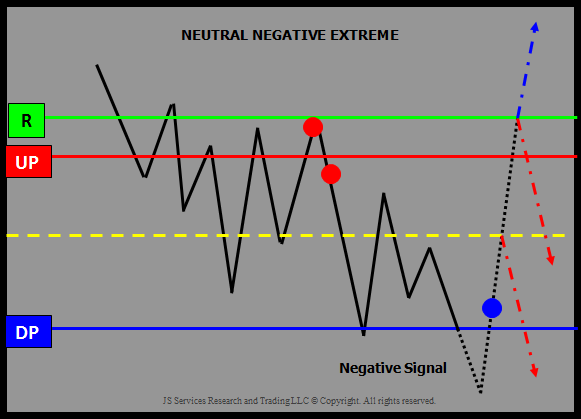 NEUTRAL NEGATIVE EXTREME
R
UP
DP
Negative Signal
JS Services Research and Trading LLC © Copyright. All rights reserved.